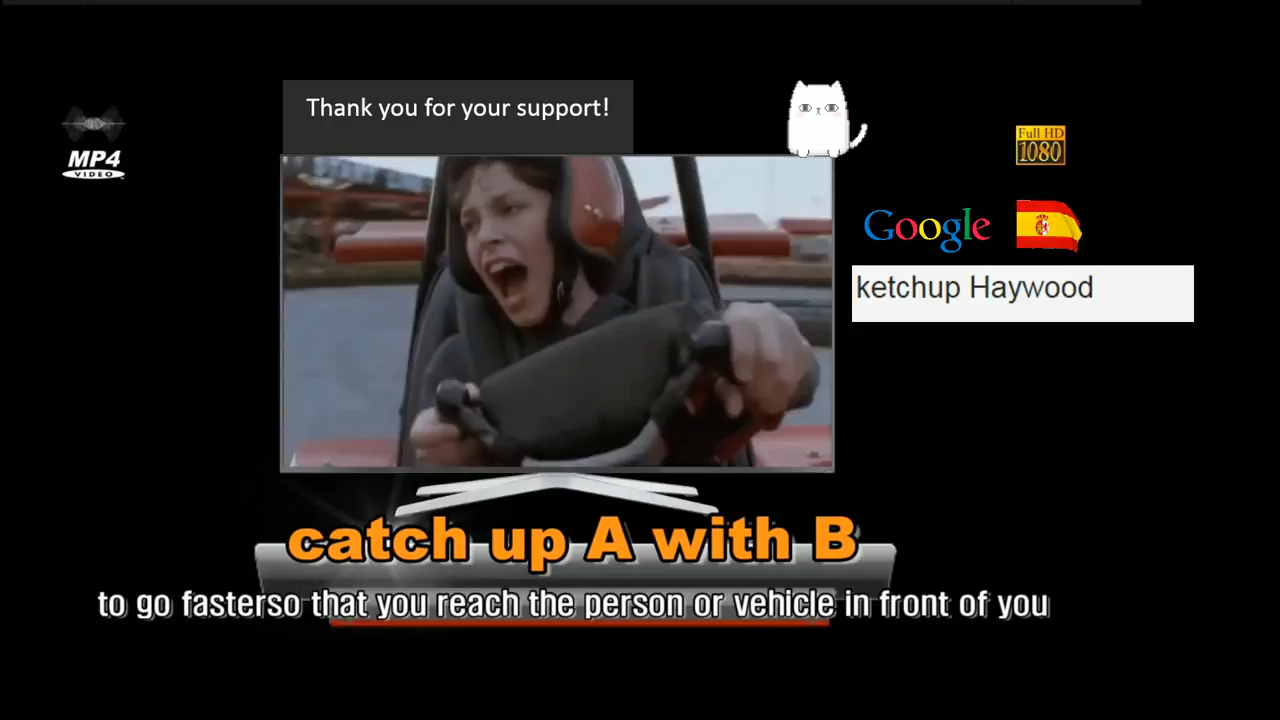 Thank you for your support!
MP4
VIDEO
Full HD
1080
Google
ketchup Haywood
catch up A with B
to go fasterso that you reach the person or vehicle in front of you